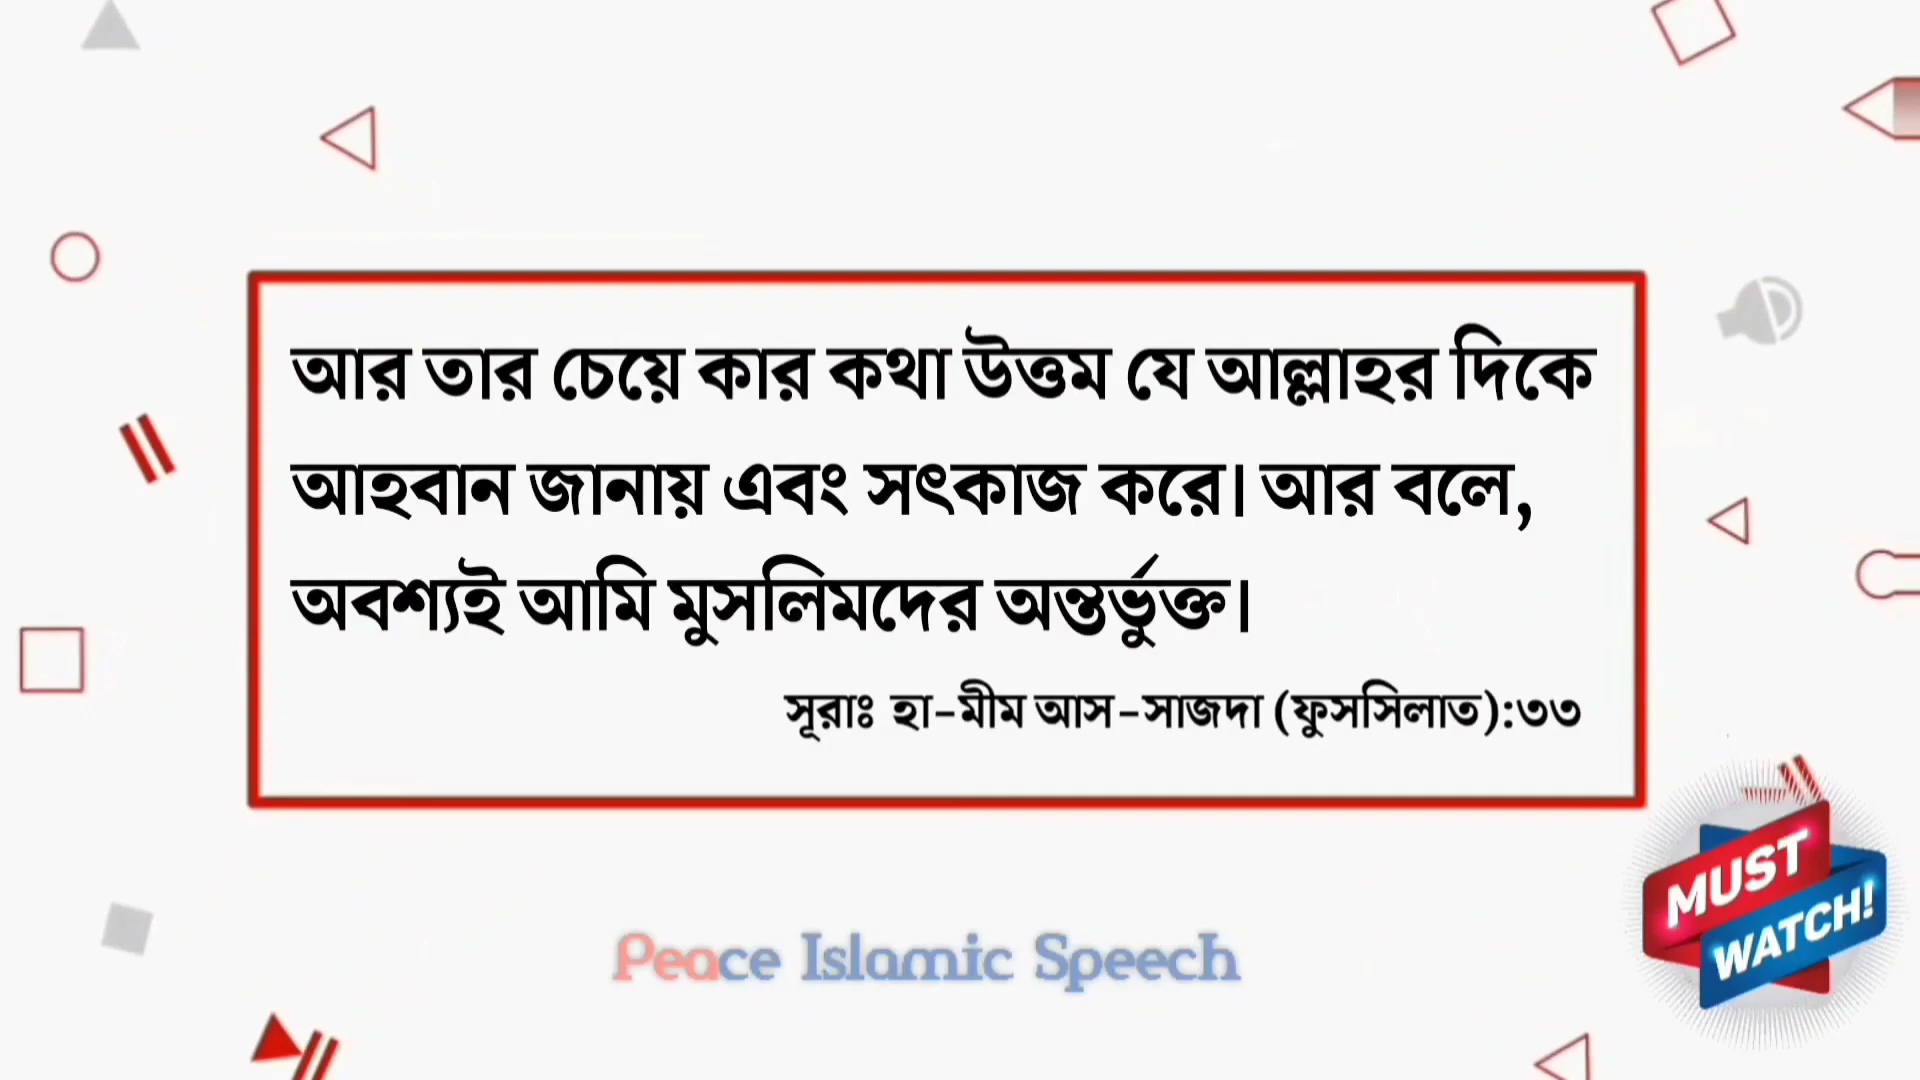 আর তার চেয়ে কার কথা উত্তম যে আল্লাহর দিকে
আহবান জানায় এবং সৎকাজ করে। আর বলে,
অবশ্যই আমি মুসলিমদের অন্তর্ভুক্ত।
সূরাঃ হা-মীম আস-সাজদা (ফুসসিলাত):৩৩
MUST
WATCH!
Peace Islamic Speech